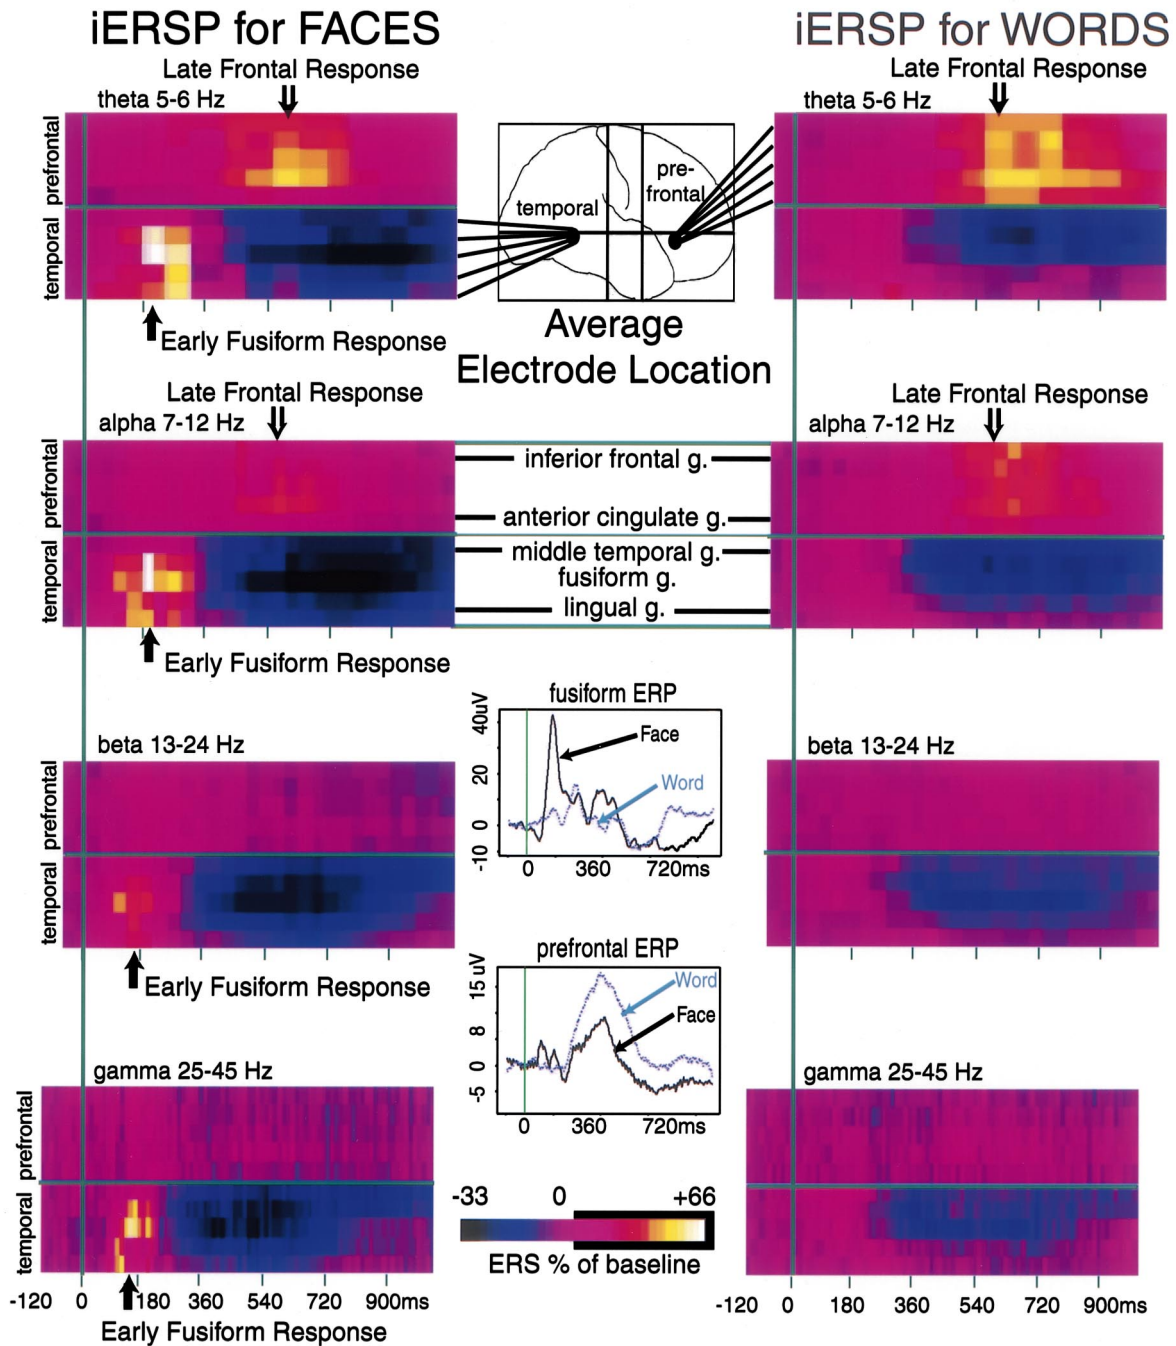 iERSP for FACES
iERSP for WORDS
Late Frontal Response
theta 5-6 Hz
Late Frontal Response
theta 5-6 Hz
prefrontal
temporal
temporal
pre-
frontal
Early Fusiform Response
Average
Electrode Location
Late Frontal Response
alpha 7-12 Hz
Late Frontal Response
alpha 7-12 Hz
prefrontal
temporal
inferior frontal g.
anterior cingulate g.
middle temporal g.
fusiform g.
lingual g.
Early Fusiform Response
beta 13-24 Hz
beta 13-24 Hz
prefrontal
temporal
fusiform ERP
40uV
20
0
-10
Face
Word
0 360 720ms
Early Fusiform Response
prefrontal ERP
15 uV
8
0
-5
Word
Face
0 360 720ms
gamma 25-45 Hz
gamma 25-45 Hz
prefrontal
temporal
-33 0 +66
ERS % of baseline
-120 0 180 360 540 720 900ms
-120 0 180 360 540 720 900ms
Early Fusiform Response